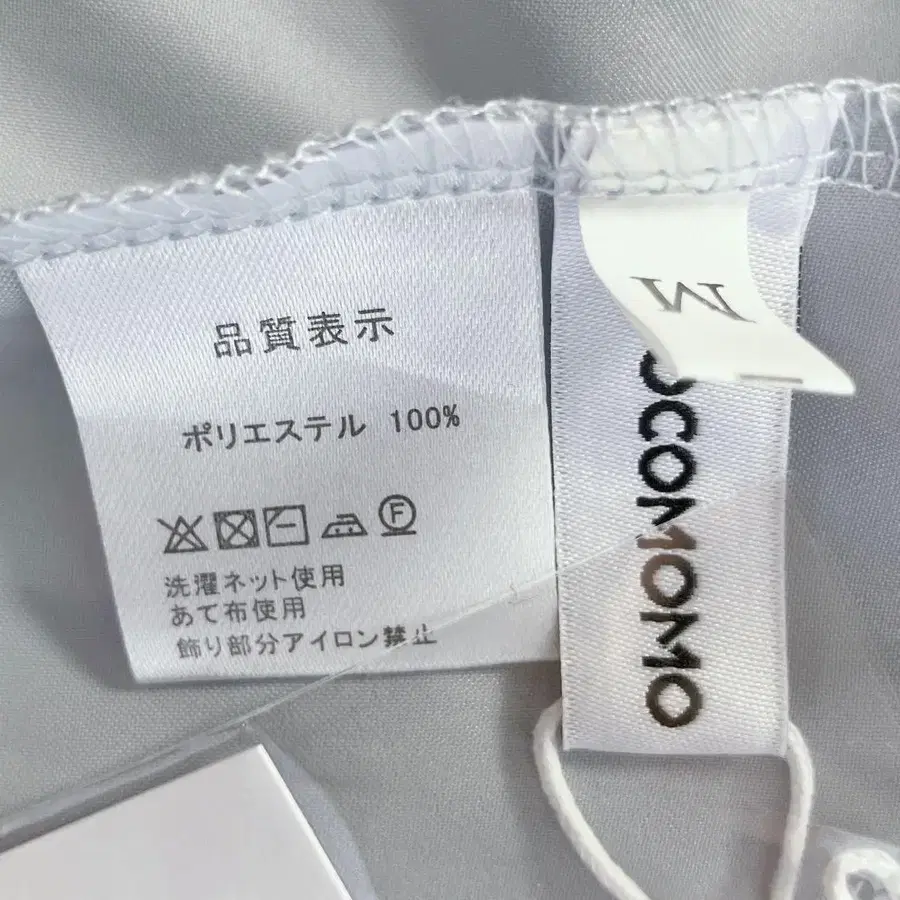 品質表示
ポリエステル 100%
F
洗濯ネット使用
あて布使用
飾り部分アイロン禁止
M
OCOMOMO